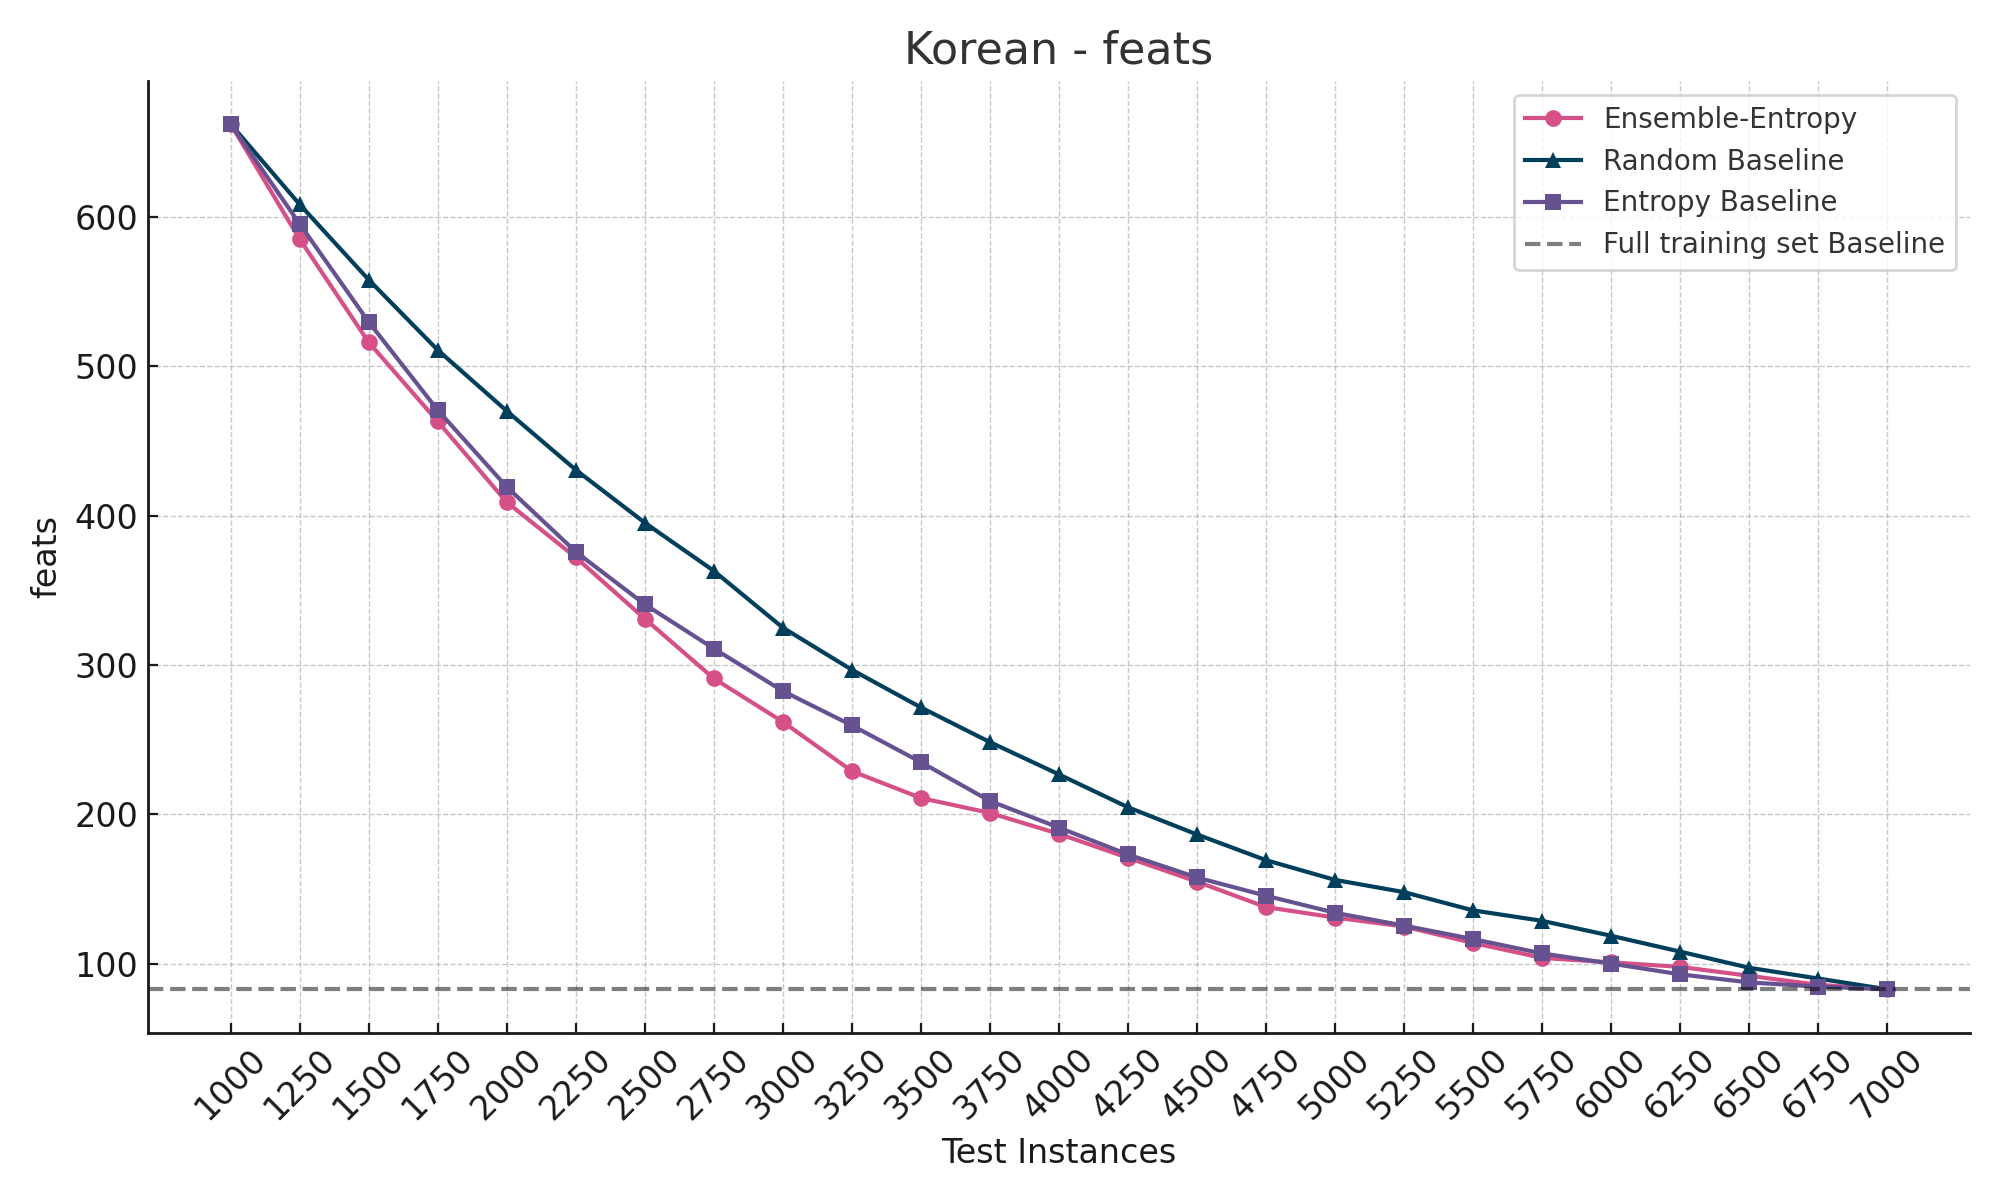 Korean - feats
Ensemble-Entropy
Random Baseline
Entropy Baseline
Full training set Baseline
feats
600
500
400
300
200
100
1000 1250 1500 1750 2000 2250 2500 2750 3000 3250 3500 3750 4000 4250 4500 4750 5000 5250 5500 5750 6000 6250 6500 6750 7000
Test Instances